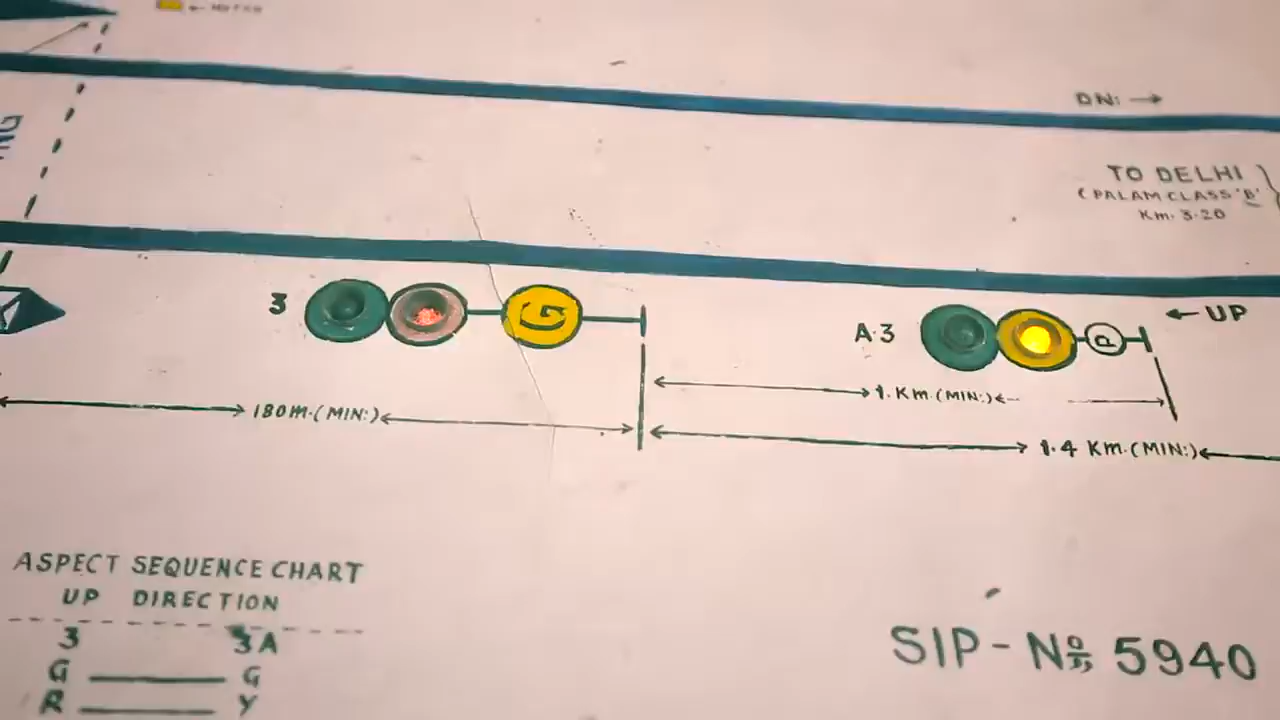 DN: →
TO DELHI
(PALAM CLASS 'B'
Km. 3.20
3
G
A.3
P
← UP
180 M.(MIN:)
1. KM.(MIN:)
1.4 KM.(MIN:)
ASPECT SEQUENCE CHART
UP DIRECTION
3 3A
G G
R Y
SIP - No. 5940